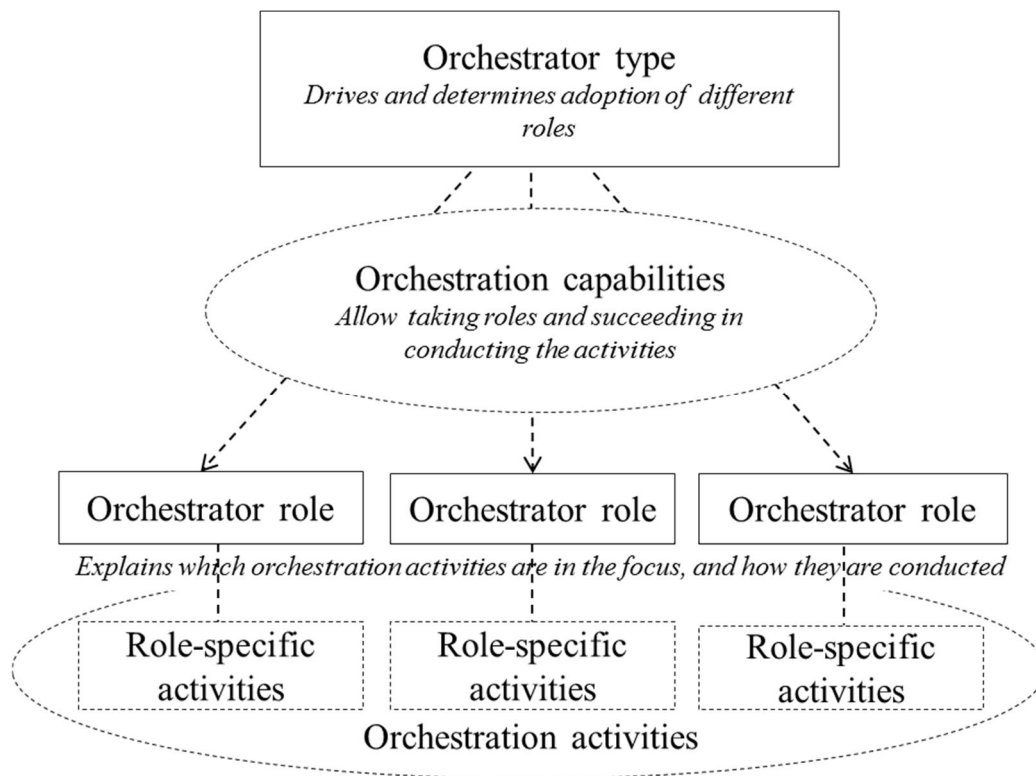 Orchestrator type
Drives and determines adoption of different
roles
Orchestration capabilities
Allow taking roles and succeeding in
conducting the activities
Orchestrator role
Orchestrator role
Orchestrator role
Explains which orchestration activities are in the focus, and how they are conducted
Role-specific
activities
Role-specific
activities
Role-specific
activities
Orchestration activities